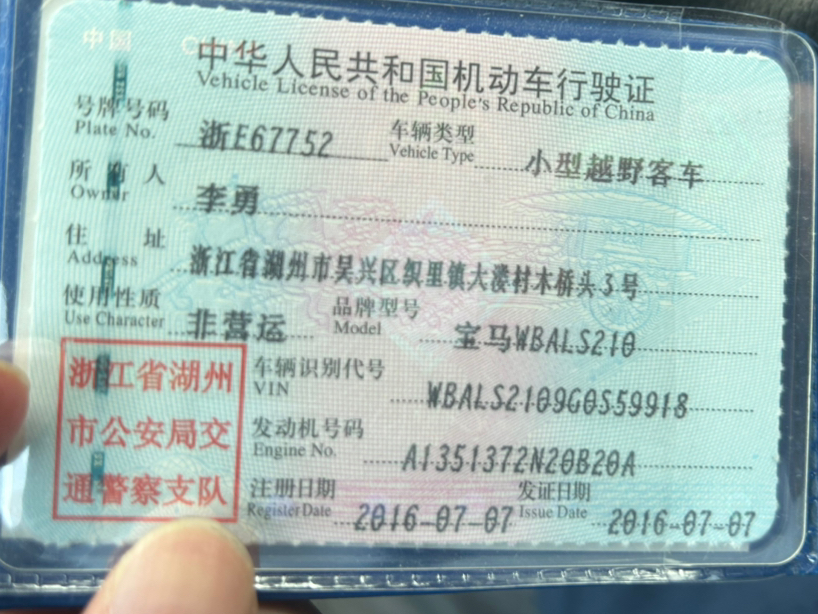 中国
中华人民共和国机动车行驶证
Vehicle License of the People's Republic of China
号牌号码 浙E67752 车辆类型 小型越野客车
Plate No. Vehicle Type
所有人 李勇
Owner
住址 浙江省湖州市吴兴区织里镇大溇村木桥头3号
Address
使用性质 非营运 品牌型号 宝马WBALS210
Use Character Model
车辆识别代号 WBALS2109G0S59918
VIN
发动机号码 A1351372N20B20A
Engine No.
注册日期 2016-07-07 发证日期 2016-07-07
Register Date Issue Date
浙江省湖州
市公安局交
通警察支队